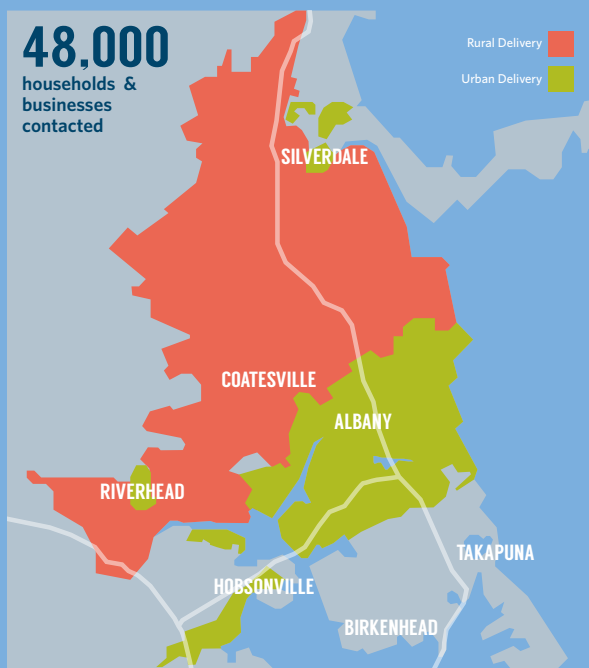 48,000
households &
businesses
contacted
Rural Delivery
Urban Delivery
SILVERDALE
COATESVILLE
ALBANY
RIVERHEAD
TAKAPUNA
HOBSONVILLE
BIRKENHEAD